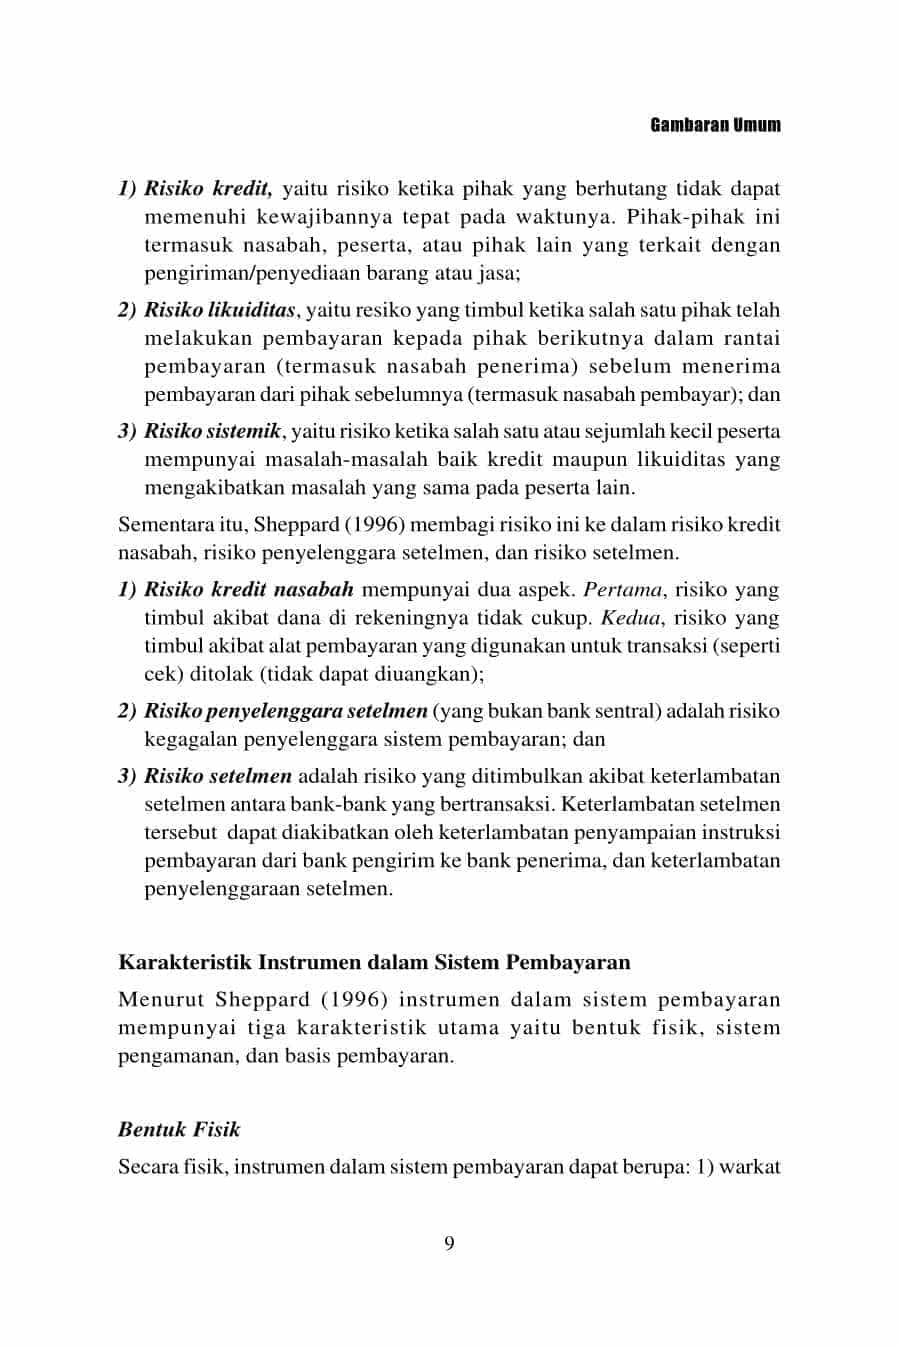 Gambaran Umum
1) Risiko kredit, yaitu risiko ketika pihak yang berhutang tidak dapat
memenuhi kewajibannya tepat pada waktunya. Pihak-pihak ini
termasuk nasabah, peserta, atau pihak lain yang terkait dengan
pengiriman/penyediaan barang atau jasa;
2) Risiko likuiditas, yaitu resiko yang timbul ketika salah satu pihak telah
melakukan pembayaran kepada pihak berikutnya dalam rantai
pembayaran (termasuk nasabah penerima) sebelum menerima
pembayaran dari pihak sebelumnya (termasuk nasabah pembayar); dan
3) Risiko sistemik, yaitu risiko ketika salah satu atau sejumlah kecil peserta
mempunyai masalah-masalah baik kredit maupun likuiditas yang
mengakibatkan masalah yang sama pada peserta lain.
Sementara itu, Sheppard (1996) membagi risiko ini ke dalam risiko kredit
nasabah, risiko penyelenggara setelmen, dan risiko setelmen.
1) Risiko kredit nasabah mempunyai dua aspek. Pertama, risiko yang
timbul akibat dana di rekeningnya tidak cukup. Kedua, risiko yang
timbul akibat alat pembayaran yang digunakan untuk transaksi (seperti
cek) ditolak (tidak dapat diuangkan);
2) Risiko penyelenggara setelmen (yang bukan bank sentral) adalah risiko
kegagalan penyelenggara sistem pembayaran; dan
3) Risiko setelmen adalah risiko yang ditimbulkan akibat keterlambatan
setelmen antara bank-bank yang bertransaksi. Keterlambatan setelmen
tersebut dapat diakibatkan oleh keterlambatan penyampaian instruksi
pembayaran dari bank pengirim ke bank penerima, dan keterlambatan
penyelenggaraan setelmen.
Karakteristik Instrumen dalam Sistem Pembayaran
Menurut Sheppard (1996) instrumen dalam sistem pembayaran
mempunyai tiga karakteristik utama yaitu bentuk fisik, sistem
pengamanan, dan basis pembayaran.
Bentuk Fisik
Secara fisik, instrumen dalam sistem pembayaran dapat berupa: 1) warkat
9